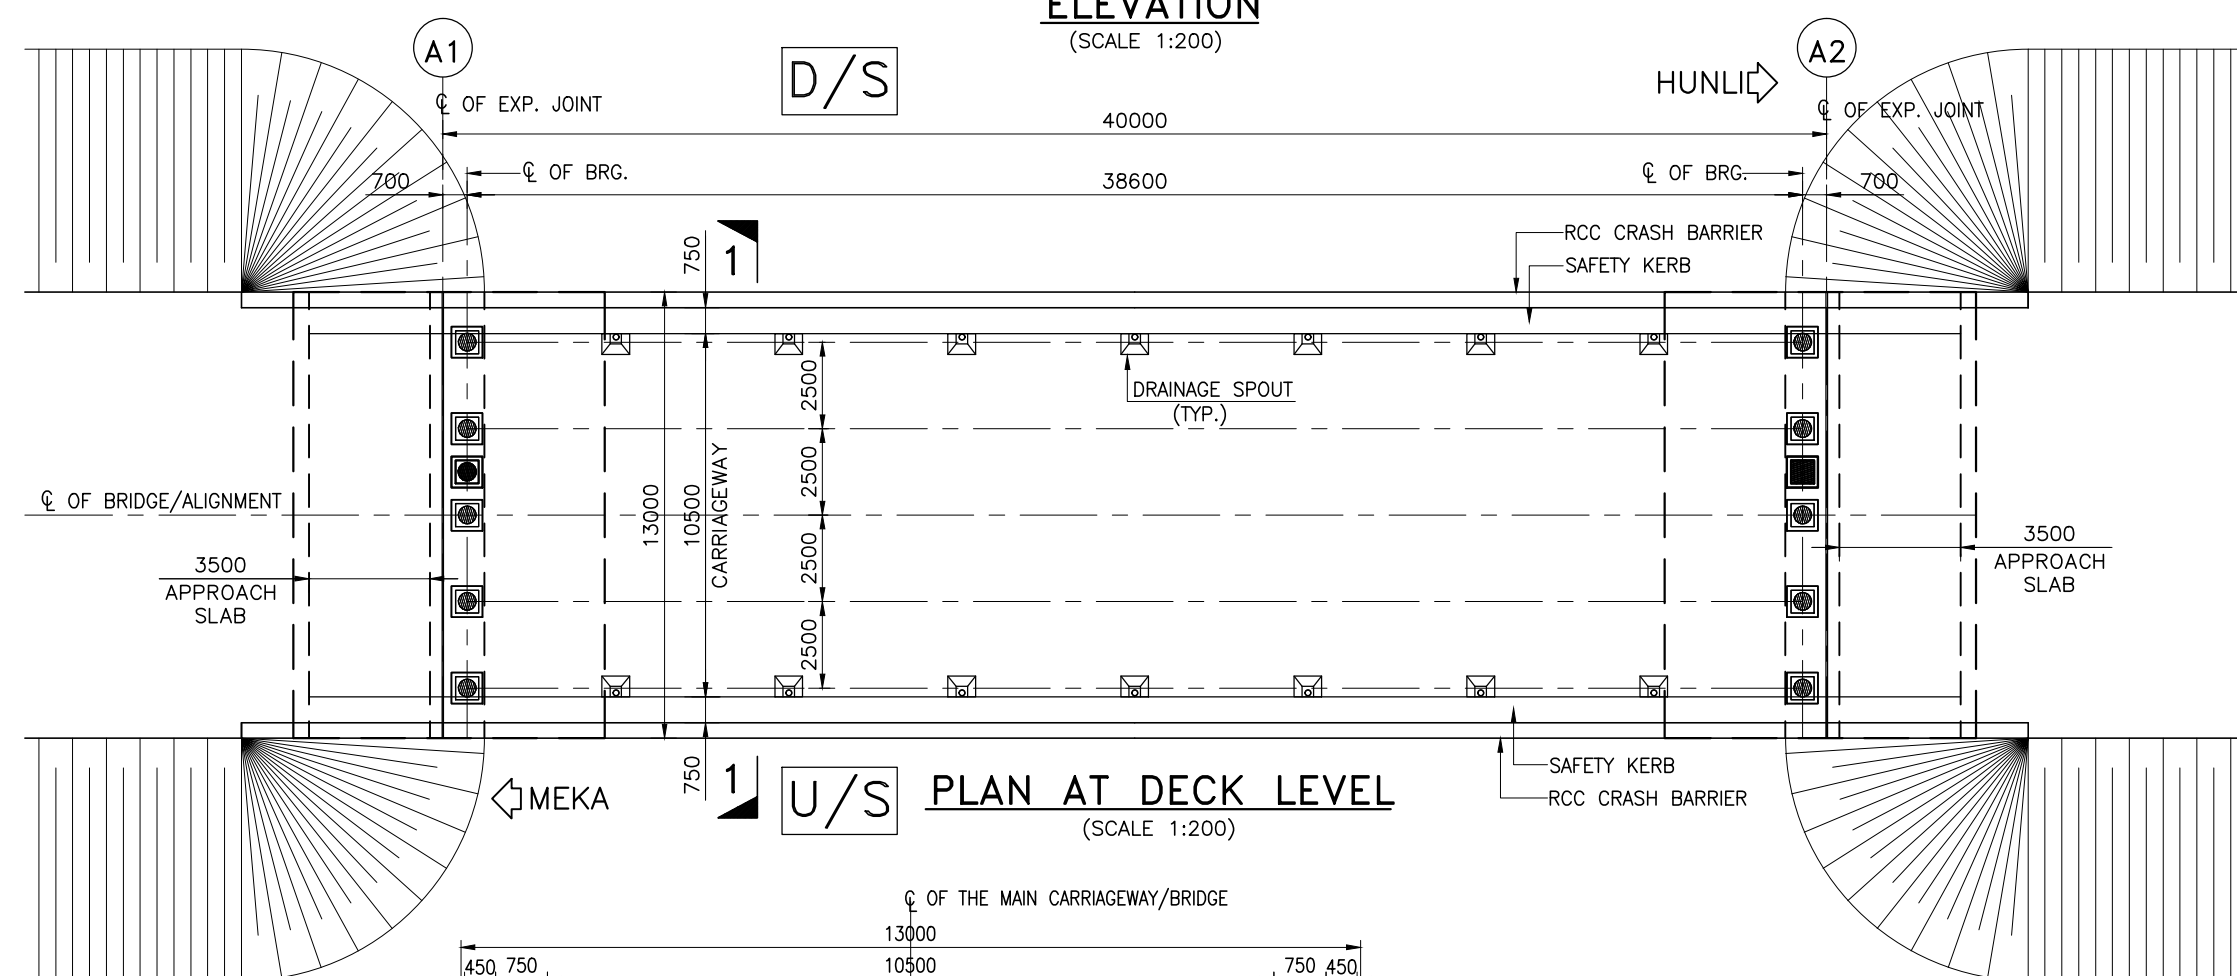 ELEVATION
(SCALE 1:200)
A1
A2
D/S
HUNLI
℄ OF EXP. JOINT
℄ OF EXP. JOINT
40000
℄ OF BRG.
℄ OF BRG.
700
38600
700
750
1
RCC CRASH BARRIER
SAFETY KERB
DRAINAGE SPOUT
(TYP.)
2500
2500
2500
2500
13000
10500
CARRIAGEWAY
℄ OF BRIDGE/ALIGNMENT
3500
APPROACH
SLAB
3500
APPROACH
SLAB
750
1
MEKA
U/S
PLAN AT DECK LEVEL
(SCALE 1:200)
SAFETY KERB
RCC CRASH BARRIER
℄ OF THE MAIN CARRIAGEWAY/BRIDGE
13000
450 750 10500 750 450